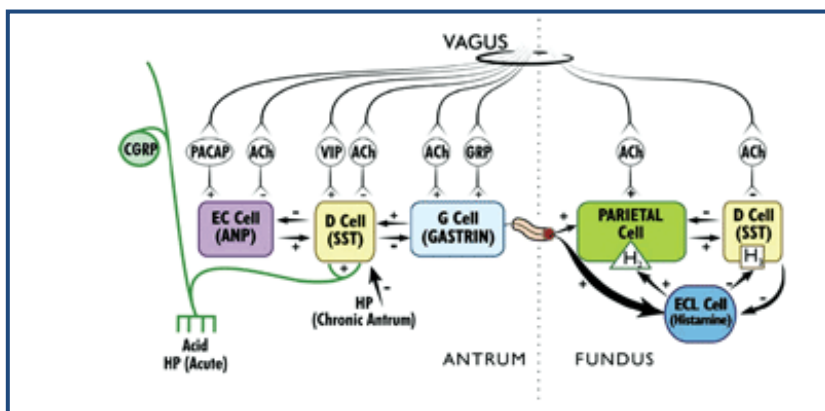 VAGUS
CGRP
PACAP
ACh
VIP
ACh
ACh
GRP
ACh
ACh
+
-
+
-
+
+
+
-
EC Cell
(ANP)
-
+
D Cell
(SST)
+
-
G Cell
(GASTRIN)
+
PARIETAL
Cell
H2
-
+
D Cell
(SST)
H3
+
-
HP
(Chronic Antrum)
+
+
-
-
ECL Cell
(Histamine)
Acid
HP (Acute)
ANTRUM
FUNDUS